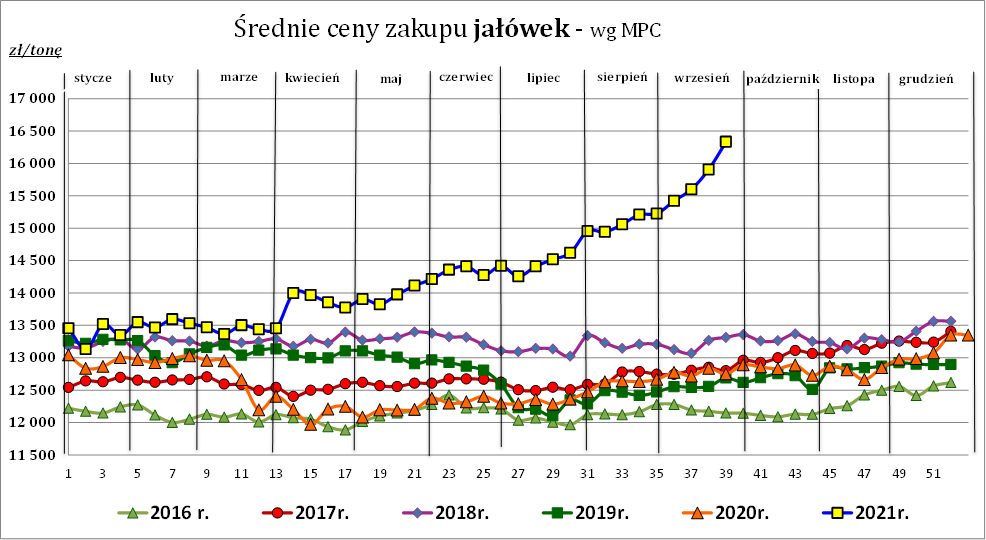 Średnie ceny zakupu jałówek - wg MPC
zł/tonę
stycze luty marze kwiecień maj czerwiec lipiec sierpień wrzesień październik listopa grudzień
17 000
16 500
16 000
15 500
15 000
14 500
14 000
13 500
13 000
12 500
12 000
11 500
1 3 5 7 9 11 13 15 17 19 21 23 25 27 29 31 33 35 37 39 41 43 45 47 49 51
2016 r. 2017r. 2018r. 2019r. 2020r. 2021r.